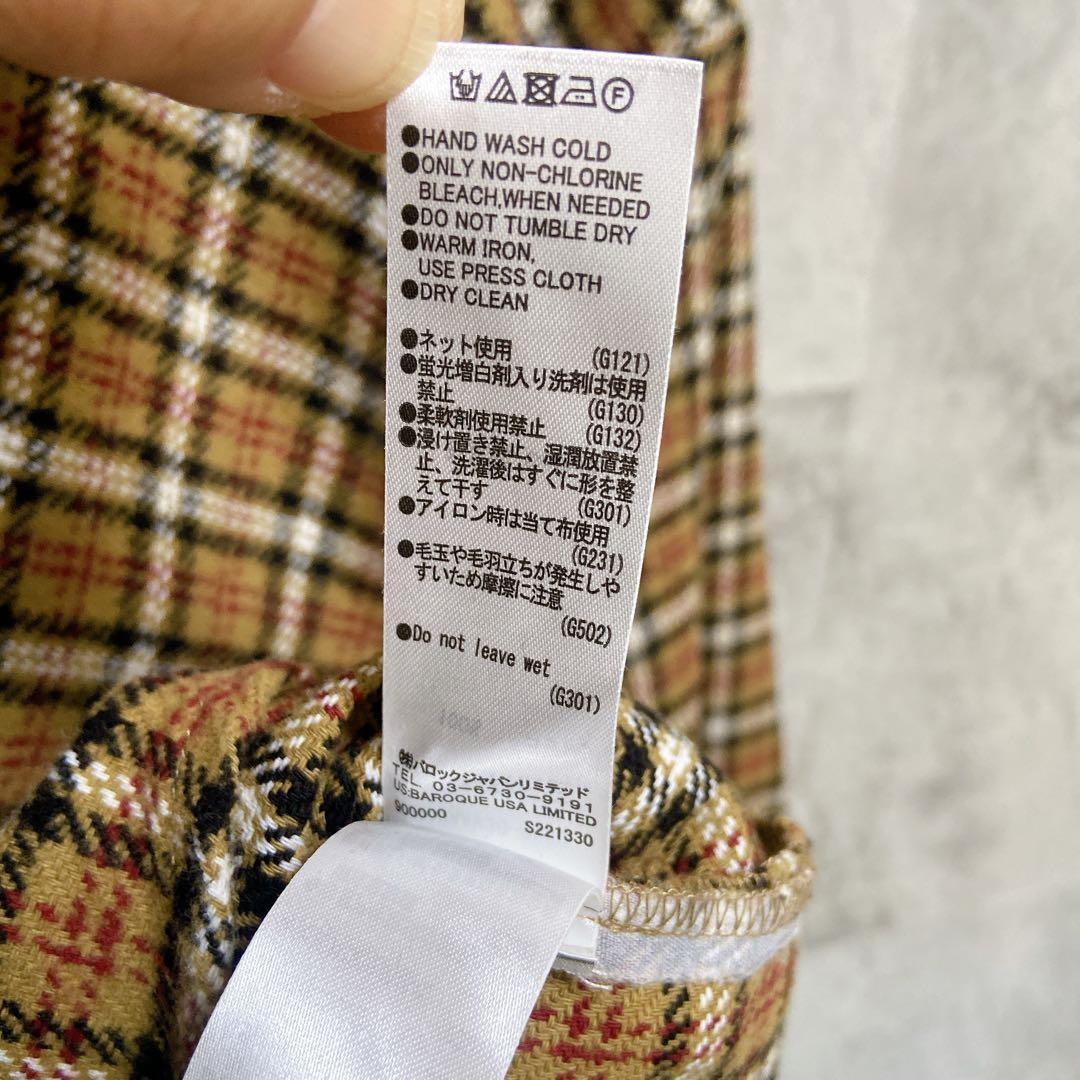 F
●HAND WASH COLD
●ONLY NON-CHLORINE
BLEACH,WHEN NEEDED
●DO NOT TUMBLE DRY
●WARM IRON,
USE PRESS CLOTH
●DRY CLEAN
●ネット使用 (G121)
●蛍光増白剤入り洗剤は使用
禁止 (G130)
●柔軟剤使用禁止 (G132)
●浸け置き禁止、湿潤放置禁
止、洗濯後はすぐに形を整
えて干す (G301)
●アイロン時は当て布使用
(G231)
●毛玉や毛羽立ちが発生しや
すいため摩擦に注意
(G502)
●Do not leave wet
(G301)
㈱バロックジャパンリミテッド
TEL 03-6730-9191
US:BAROQUE USA LIMITED
900000 S221330